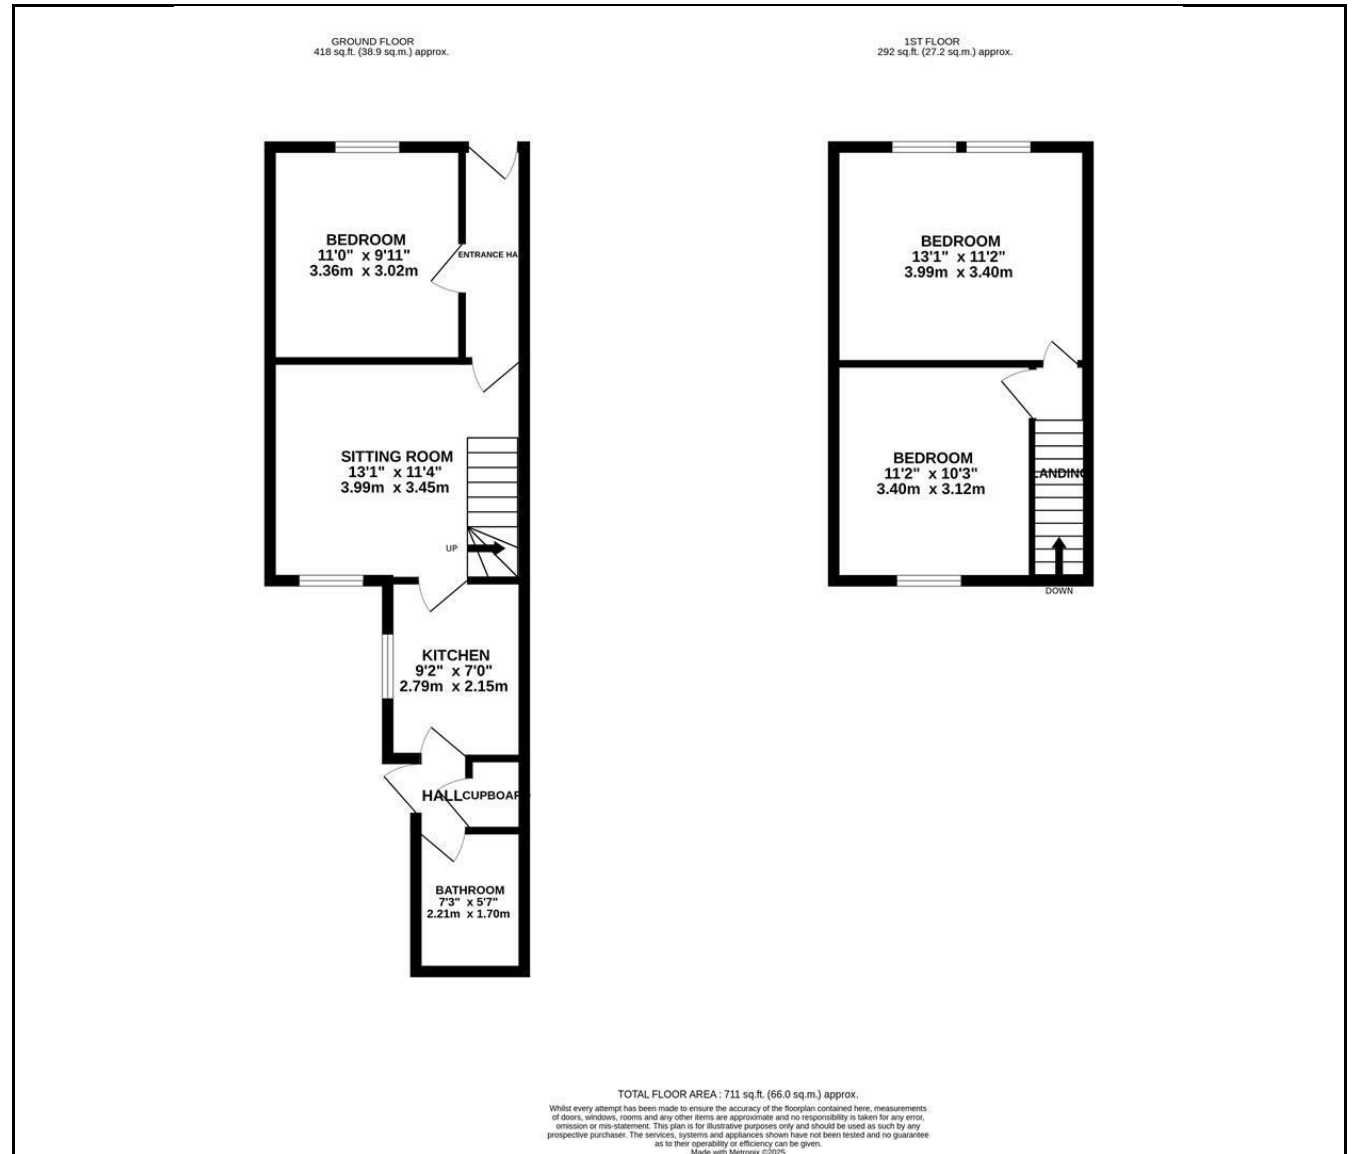 GROUND FLOOR
418 sq.ft. (38.9 sq.m.) approx.
1ST FLOOR
292 sq.ft. (27.2 sq.m.) approx.
BEDROOM
11'0" x 9'11"
3.36m x 3.02m
ENTRANCE HA
BEDROOM
13'1" x 11'2"
3.99m x 3.40m
SITTING ROOM
13'1" x 11'4"
3.99m x 3.45m
UP
BEDROOM
11'2" x 10'3"
3.40m x 3.12m
LANDING
DOWN
KITCHEN
9'2" x 7'0"
2.79m x 2.15m
HALL
CUPBOARD
BATHROOM
7'3" x 5'7"
2.21m x 1.70m
TOTAL FLOOR AREA : 711 sq.ft. (66.0 sq.m.) approx.
Whilst every attempt has been made to ensure the accuracy of the floorplan contained here, measurements
of doors, windows, rooms and any other items are approximate and no responsibility is taken for any error,
omission or mis-statement. This plan is for illustrative purposes only and should be used as such by any
prospective purchaser. The services, systems and appliances shown have not been tested and no guarantee
as to their operability or efficiency can be given.
Made with Metropix ©2025